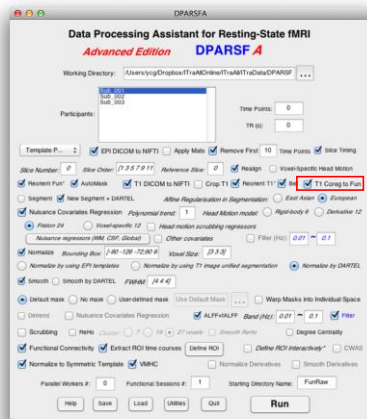 DPARSFA
Data Processing Assistant for Resting-State fMRI
Advanced Edition DPARSF A
Working Directory: /Users/ycg/Dropbox/ITraAllOnline/ITraAll/ITraData/DPARSF ...
Participants:
Sub_001
Sub_002
Sub_003
Time Points: 0
TR (s): 0
Template P... EPI DICOM to NIFTI Apply Mats Remove First 10 Time Points Slice Timing
Slice Number: 0 Slice Order: [1 3 5 7 9 11 Reference Slice: 0 Realign Voxel-Specific Head Motion
Reorient Fun* AutoMask T1 DICOM to NIFTI Crop T1 Reorient T1* T1 Coreg to Fun
Segment New Segment + DARTEL Affine Regularisation in Segmentation: East Asian European
Nuisance Covariates Regression Polynomial trend: 1 Head Motion model: Rigid-body 6 Derivative 12
Friston 24 Voxel-specific 12 Head motion scrubbing regressors
Nuisance regressors (WM, CSF, Global) Other covariates Filter (Hz): 0.01 ~ 0.1
Normalize Bounding Box: [-90 -126 -72;90 9 Voxel Size: [3 3 3]
Normalize by using EPI templates Normalize by using T1 image unified segmentation Normalize by DARTEL
Smooth Smooth by DARTEL FWHM: [4 4 4]
Default mask No mask User-defined mask Use Default Mask ... Warp Masks into Individual Space
Detrend Nuisance Covariates Regression ALFF+fALFF Band (Hz): 0.01 ~ 0.1 Filter
Scrubbing ReHo Cluster 7 19 27 voxels Smooth ReHo Degree Centrality
Functional Connectivity Extract ROI time courses Define ROI Define ROI Interactively* CWAS
Normalize to Symmetric Template VMHC Normalize Derivatives Smooth Derivatives
Parallel Workers #: 0 Functional Sessions #: 1 Starting Directory Name: FunRaw
Help Save Load Utilities Quit Run